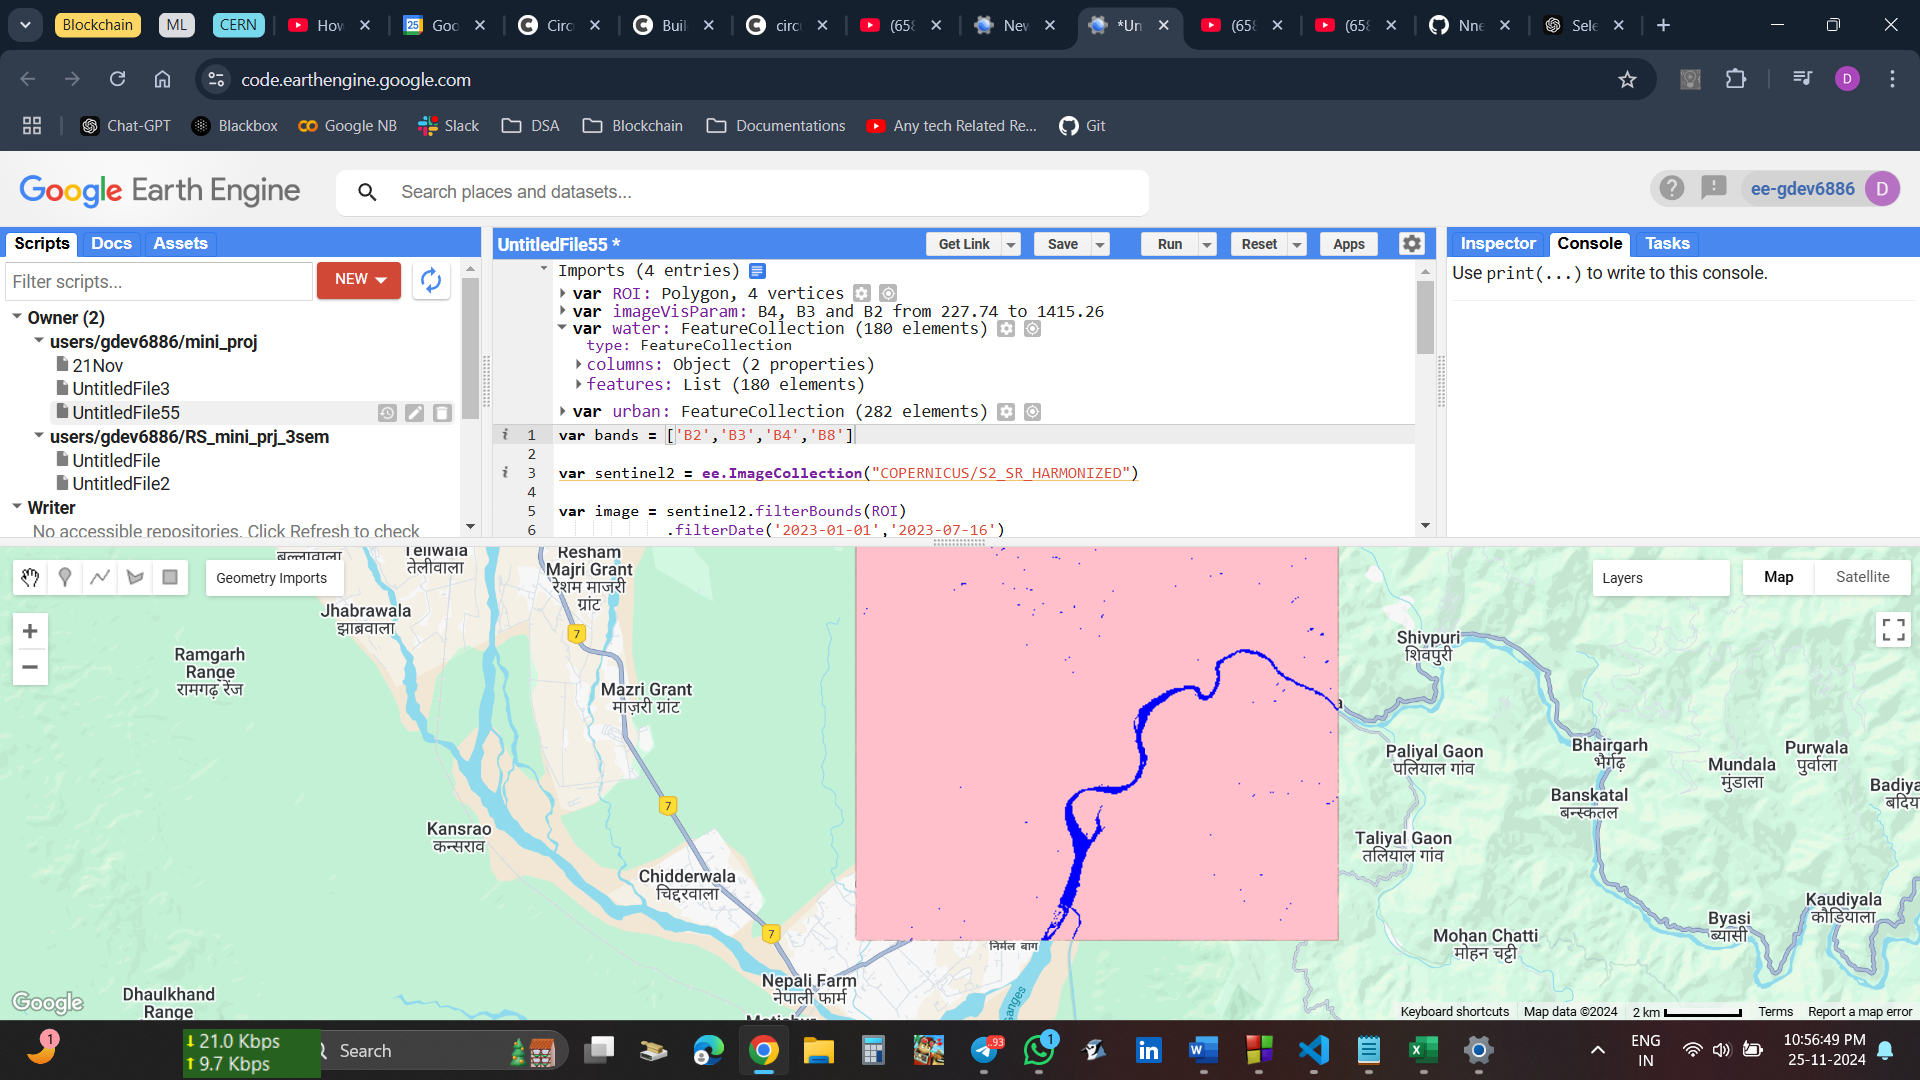 Blockchain
ML
CERN
How
Goo
Circ
Buil
circ
(658
New
*Un
(658
(658
Nne
Sele
code.earthengine.google.com
D
Chat-GPT
Blackbox
Google NB
Slack
DSA
Blockchain
Documentations
Any tech Related Re...
Git
Google Earth Engine
Search places and datasets...
ee-gdev6886
D
Scripts
Docs
Assets
Filter scripts...
NEW
Owner (2)
users/gdev6886/mini_proj
21Nov
UntitledFile3
UntitledFile55
users/gdev6886/RS_mini_prj_3sem
UntitledFile
UntitledFile2
Writer
No accessible repositories. Click Refresh to check
UntitledFile55 *
Get Link
Save
Run
Reset
Apps
Imports (4 entries)
var ROI: Polygon, 4 vertices
var imageVisParam: B4, B3 and B2 from 227.74 to 1415.26
var water: FeatureCollection (180 elements)
type: FeatureCollection
columns: Object (2 properties)
features: List (180 elements)
var urban: FeatureCollection (282 elements)
i 1 var bands = ['B2','B3','B4','B8']
2
i 3 var sentinel2 = ee.ImageCollection("COPERNICUS/S2_SR_HARMONIZED")
4
5 var image = sentinel2.filterBounds(ROI)
6 .filterDate('2023-01-01','2023-07-16')
Inspector
Console
Tasks
Use print(...) to write to this console.
Geometry Imports
Layers
Map
Satellite
+
−
बुल्लावाला
Teliwala
तेलीवाला
Resham
Majri Grant
रेशम माजरी
ग्रांट
Jhabrawala
झाबरवाला
7
Ramgarh
Range
रामगढ़ रेंज
Mazri Grant
माज़री ग्रांट
7
Kansrao
कन्सराव
Chidderwala
चिद्दरवाला
7
Nepali Farm
नेपाली फार्म
Dhaulkhand
Range
निर्मल बाग
Ganges
Shivpuri
शिवपुरी
Paliyal Gaon
पलियाल गांव
Bhairgarh
भैर्गढ़
Mundala
मुंडाला
Purwala
पुर्वाला
Badiya
बदिय
Banskatal
बन्स्कतल
Taliyal Gaon
तलियाल गांव
Kaudiyala
कौडियाला
Byasi
ब्यासी
Mohan Chatti
मोहन चट्टी
Google
Keyboard shortcuts
Map data ©2024
2 km
Terms
Report a map error
1
21.0 Kbps
9.7 Kbps
Search
93
1
ENG
IN
10:56:49 PM
25-11-2024